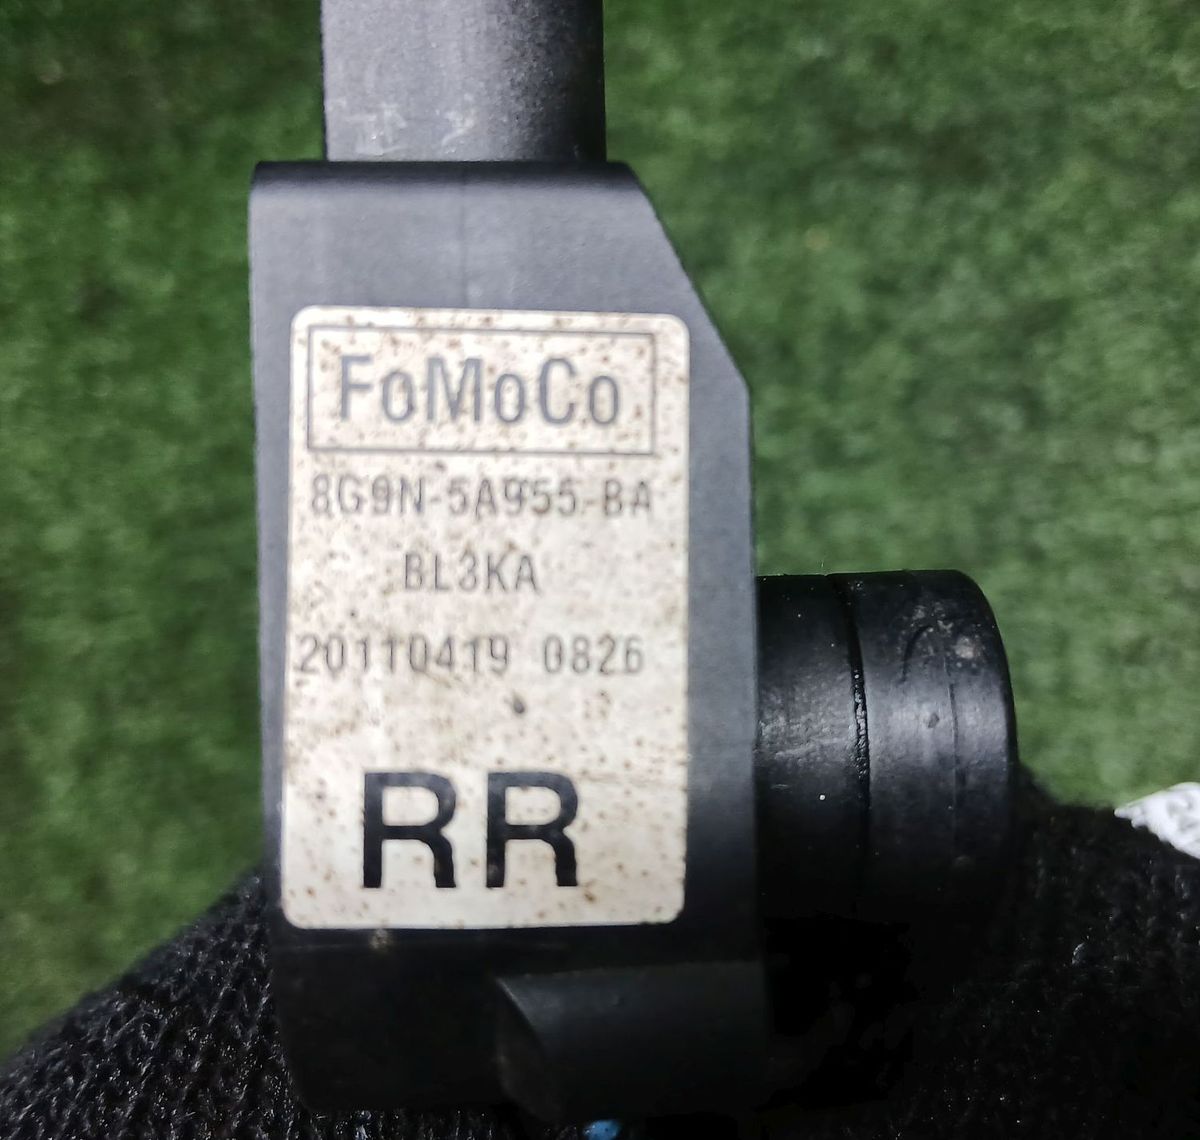 FoMoCo
8G9N-5A955-BA
BL3KA
20110419 0826
RR